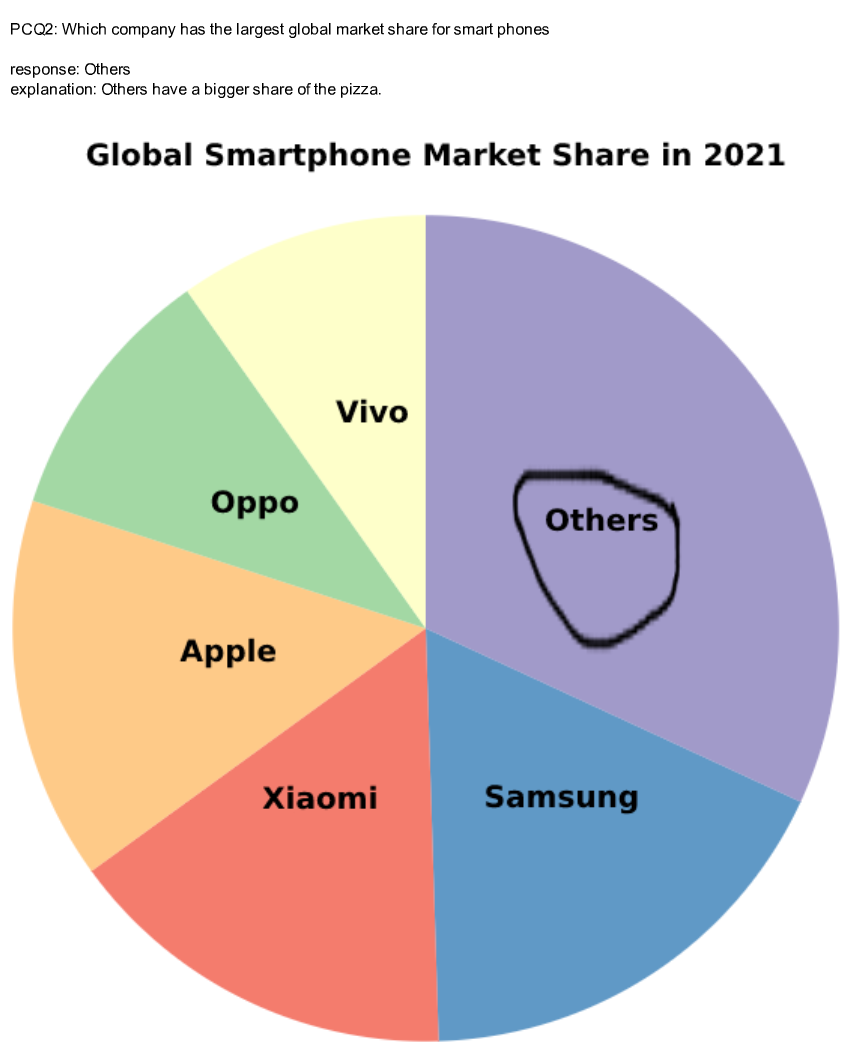 PCQ2: Which company has the largest global market share for smart phones
response: Others
explanation: Others have a bigger share of the pizza.
Global Smartphone Market Share in 2021
Vivo
Oppo
Others
Apple
Xiaomi
Samsung